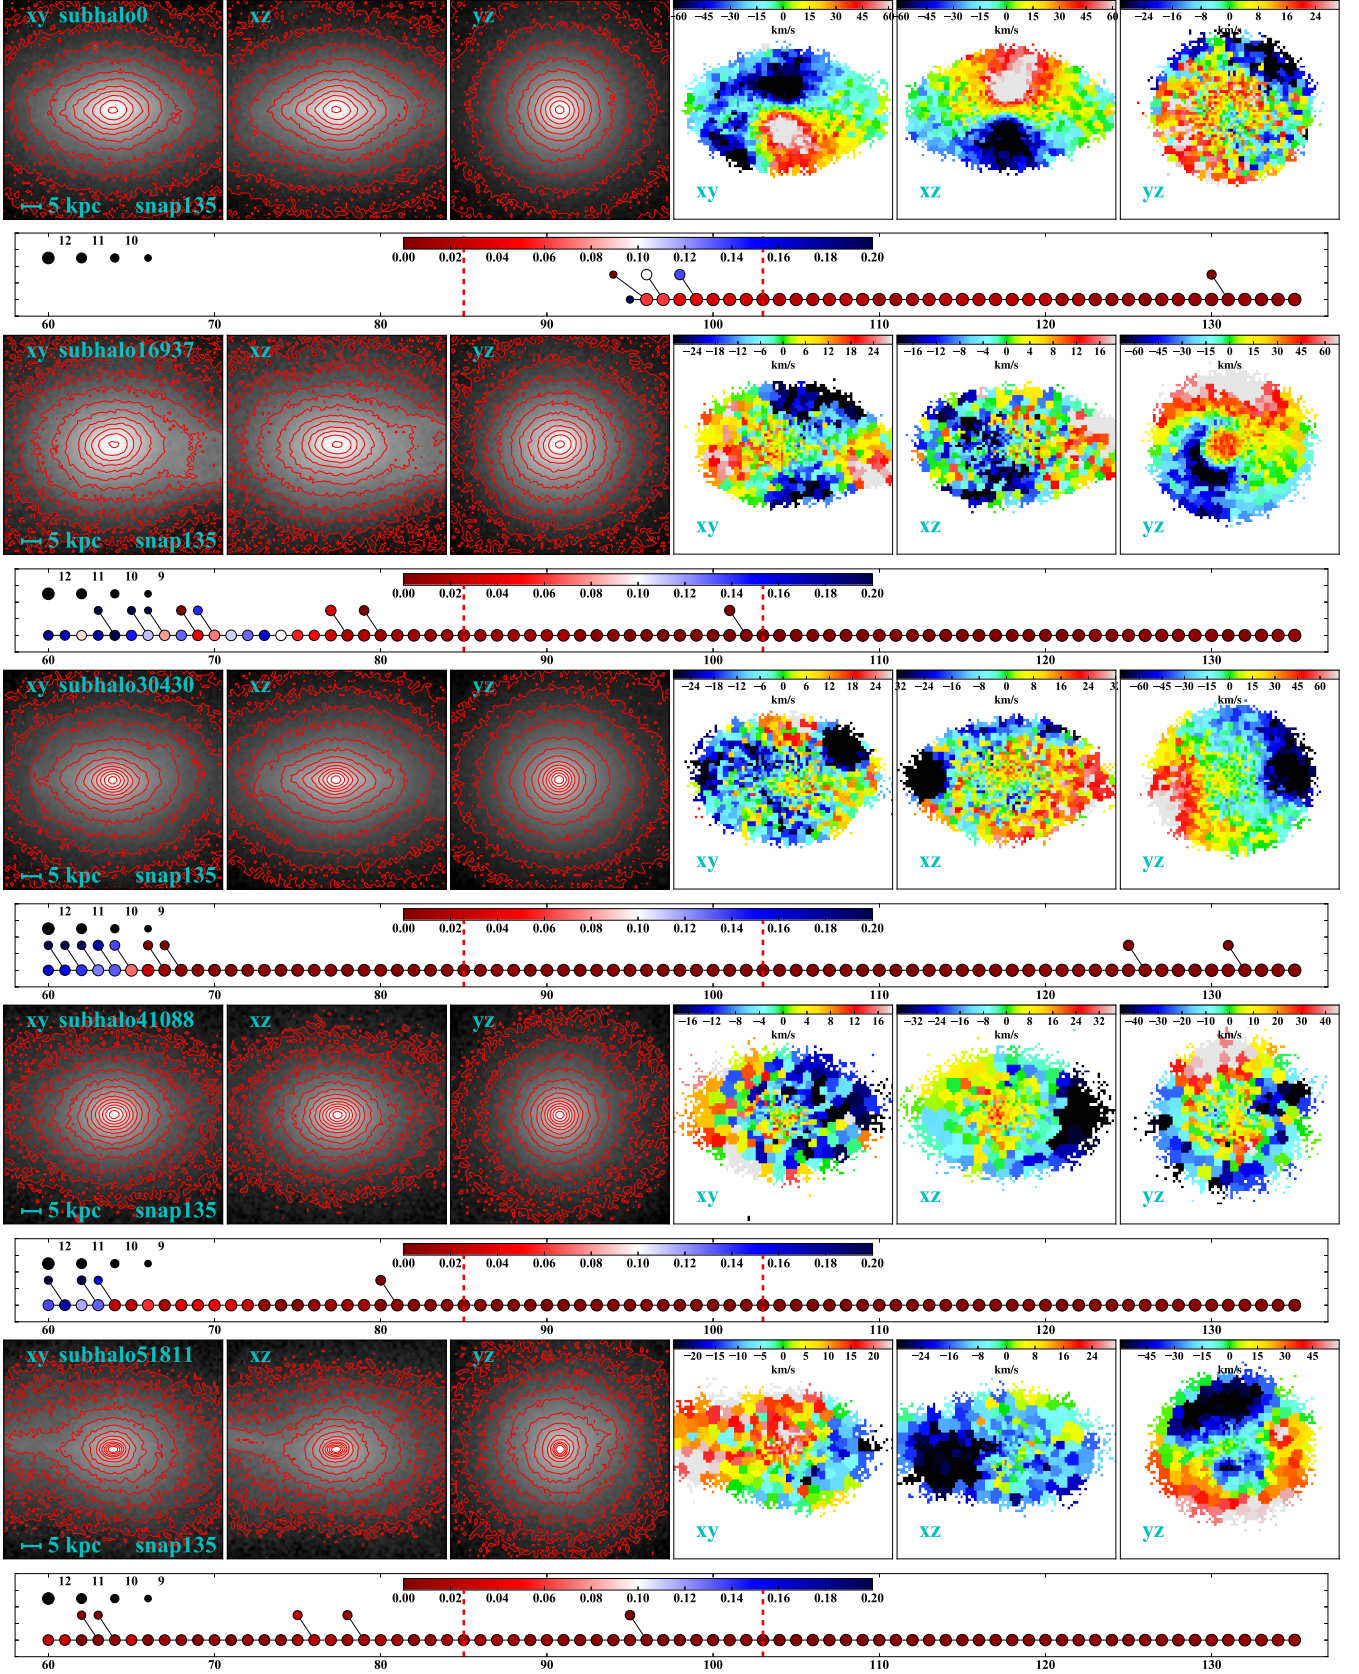 xy subhalo0 xz yz
−60 −45 −30 −15 0 15 30 45 60 −60 −45 −30 −15 0 15 30 45 60 −24 −16 −8 0 8 16 24
km/s km/s km/s
xy xz yz
5 kpc snap135
12 11 10
0.00 0.02 0.04 0.06 0.08 0.10 0.12 0.14 0.16 0.18 0.20
60 70 80 90 100 110 120 130
xy subhalo16937 xz yz
−24 −18 −12 −6 0 6 12 18 24 −16 −12 −8 −4 0 4 8 12 16 −60 −45 −30 −15 0 15 30 45 60
km/s km/s km/s
xy xz yz
5 kpc snap135
12 11 10 9
0.00 0.02 0.04 0.06 0.08 0.10 0.12 0.14 0.16 0.18 0.20
60 70 80 90 100 110 120 130
xy subhalo30430 xz yz
−24 −18 −12 −6 0 6 12 18 24 32 −24 −16 −8 0 8 16 24 3 −60 −45 −30 −15 0 15 30 45 60
km/s km/s km/s
xy xz yz
5 kpc snap135
12 11 10 9
0.00 0.02 0.04 0.06 0.08 0.10 0.12 0.14 0.16 0.18 0.20
60 70 80 90 100 110 120 130
xy subhalo41088 xz yz
−16 −12 −8 −4 0 4 8 12 16 −32 −24 −16 −8 0 8 16 24 32 −40 −30 −20 −10 0 10 20 30 40
km/s km/s km/s
xy xz yz
5 kpc snap135
12 11 10 9
0.00 0.02 0.04 0.06 0.08 0.10 0.12 0.14 0.16 0.18 0.20
60 70 80 90 100 110 120 130
xy subhalo51811 xz yz
−20 −15 −10 −5 0 5 10 15 20 −24 −16 −8 0 8 16 24 −45 −30 −15 0 15 30 45
km/s km/s km/s
xy xz yz
5 kpc snap135
12 11 10 9
0.00 0.02 0.04 0.06 0.08 0.10 0.12 0.14 0.16 0.18 0.20
60 70 80 90 100 110 120 130